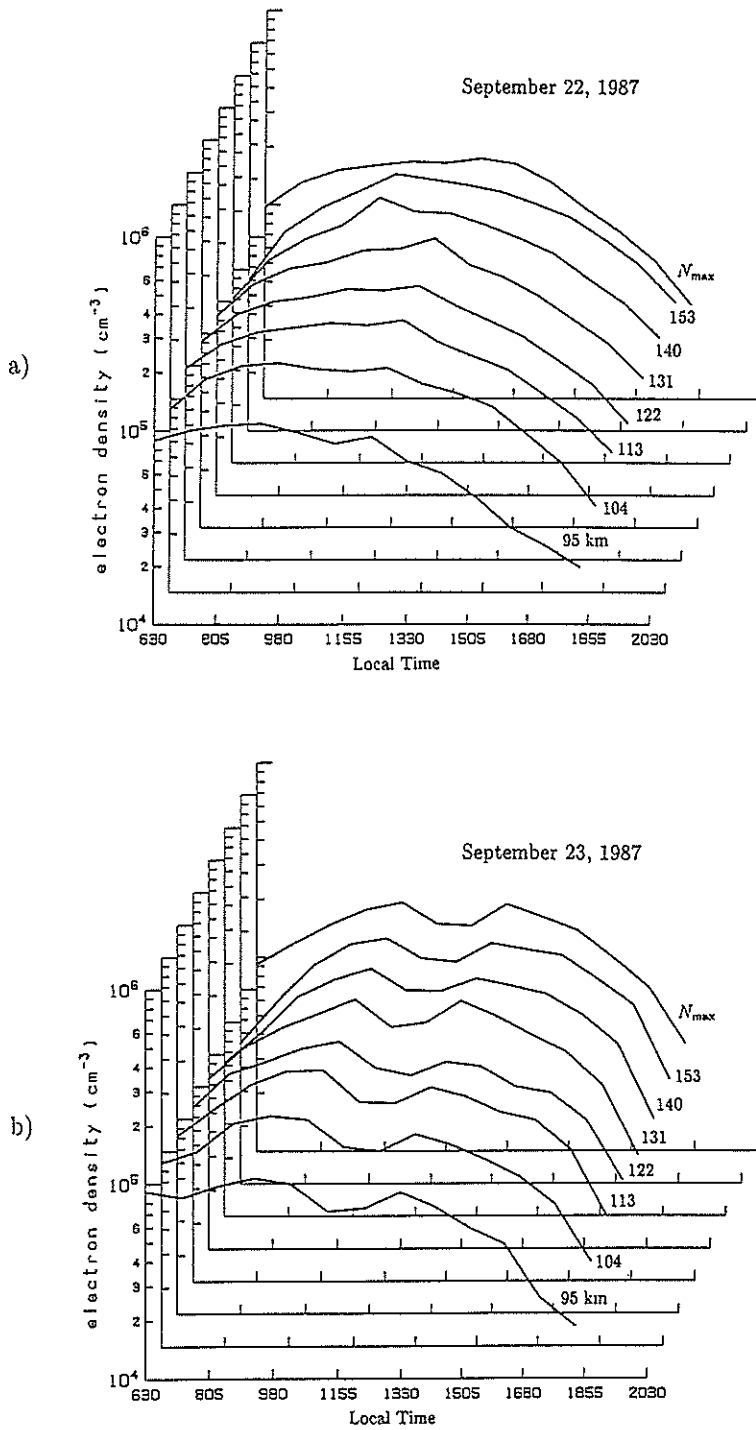 September 22, 1987
10⁶
6
4
3
2
10⁵
6
4
3
2
10⁴
electron density (cm⁻³)
a)
Nmax
153
140
131
122
113
104
95 km
630 805 980 1155 1330 1505 1680 1855 2030
Local Time
September 23, 1987
10⁶
6
4
3
2
10⁵
6
4
3
2
10⁴
electron density (cm⁻³)
b)
Nmax
153
140
131
122
113
104
95 km
630 805 980 1155 1330 1505 1680 1855 2030
Local Time